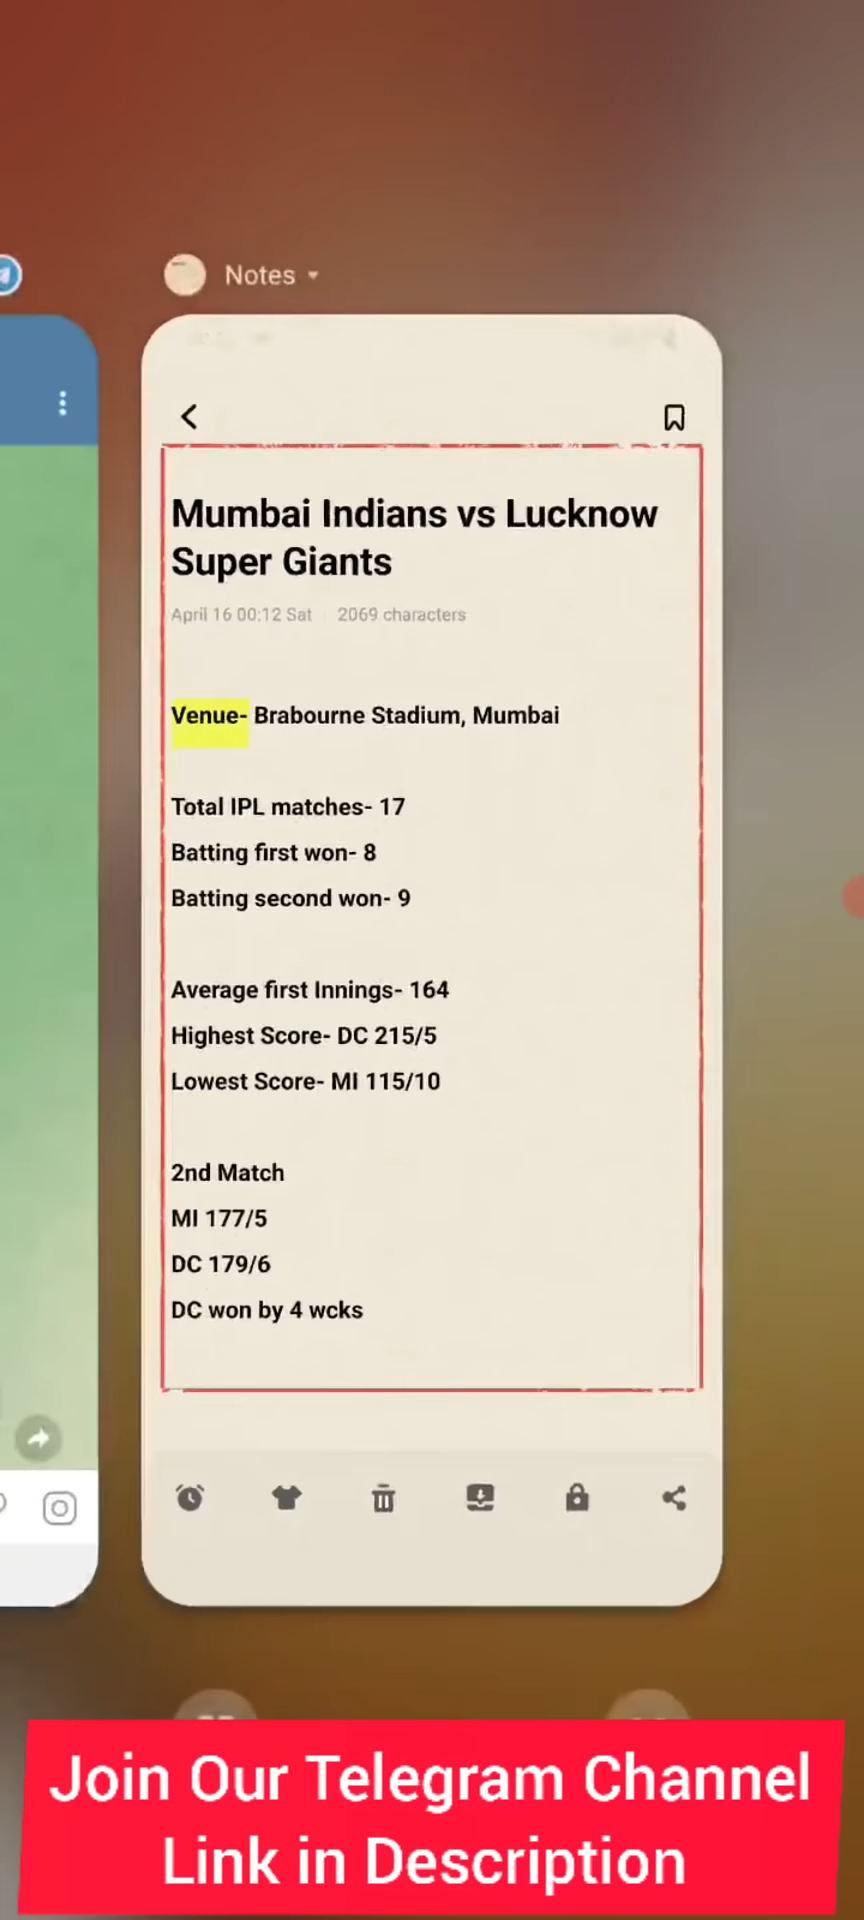 Notes
Mumbai Indians vs Lucknow
Super Giants
April 16 00:12 Sat | 2069 characters
Venue- Brabourne Stadium, Mumbai
Total IPL matches- 17
Batting first won- 8
Batting second won- 9
Average first Innings- 164
Highest Score- DC 215/5
Lowest Score- MI 115/10
2nd Match
MI 177/5
DC 179/6
DC won by 4 wcks
Join Our Telegram Channel
Link in Description